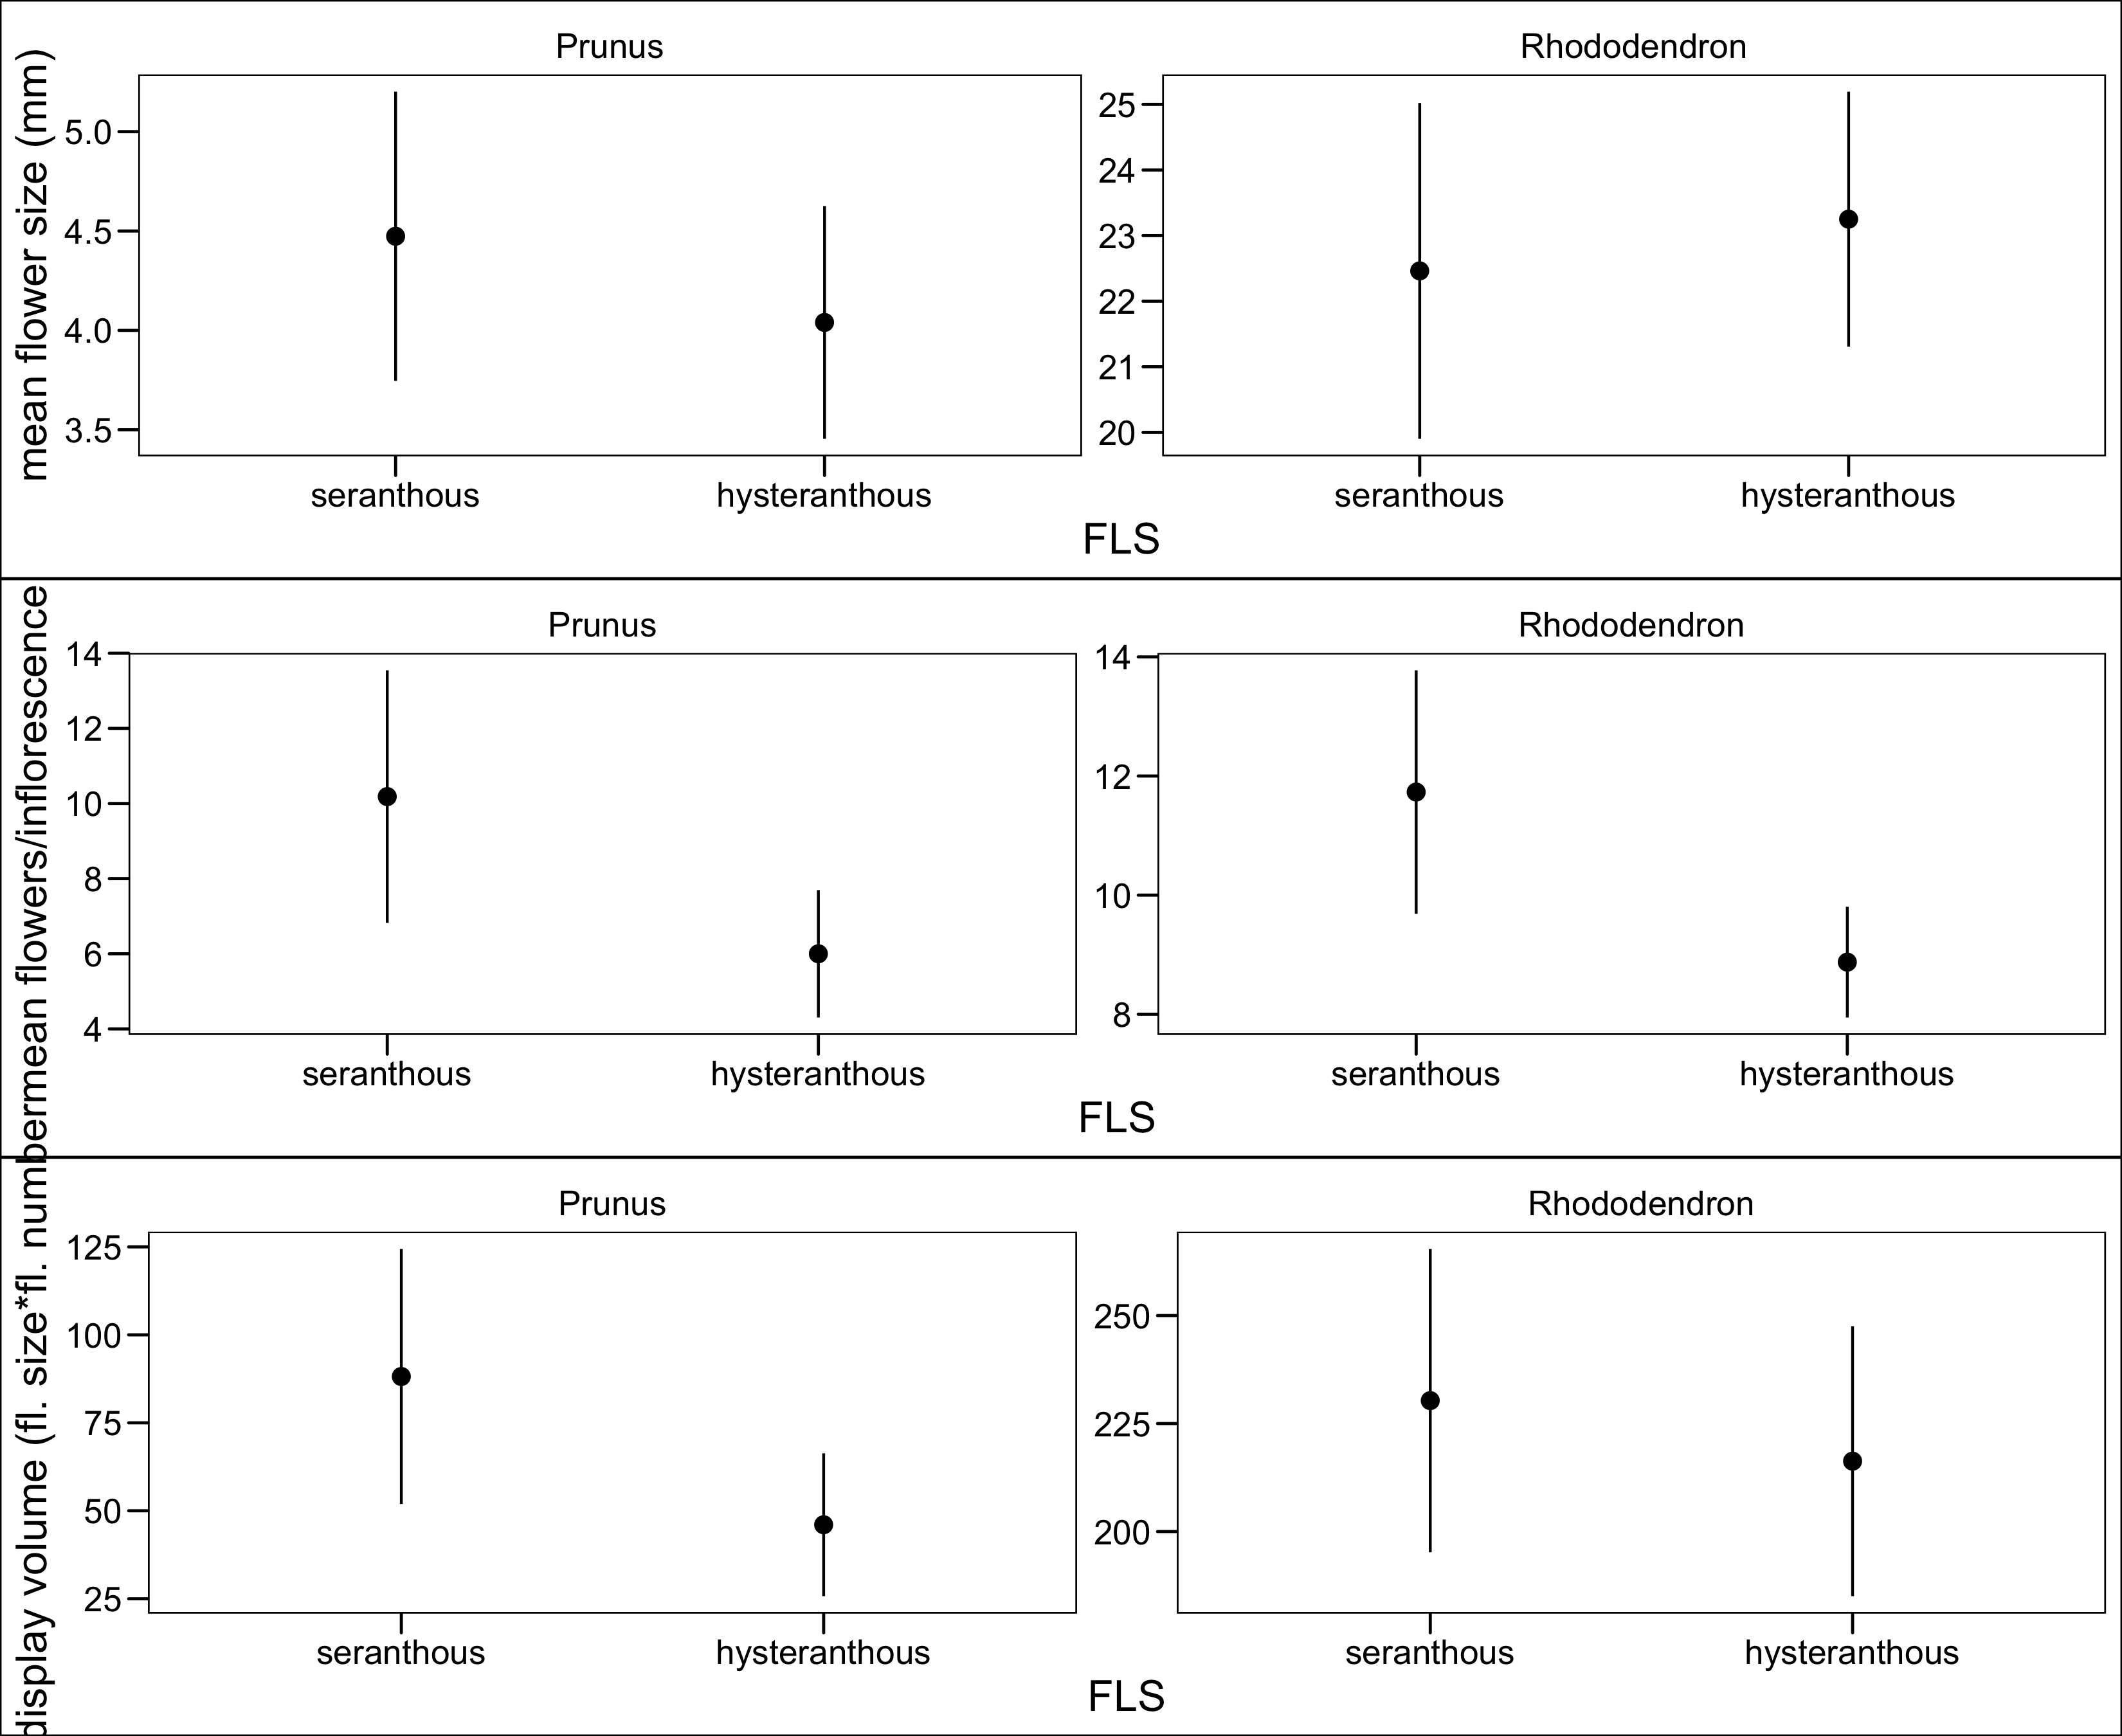 Prunus
Rhododendron
mean flower size (mm)
5.0
4.5
4.0
3.5
25
24
23
22
21
20
seranthous
hysteranthous
seranthous
hysteranthous
FLS
Prunus
Rhododendron
mean flowers/inflorescence
14
12
10
8
6
4
14
12
10
8
seranthous
hysteranthous
seranthous
hysteranthous
FLS
Prunus
Rhododendron
display volume (fl. size*fl. number
125
100
75
50
25
250
225
200
seranthous
hysteranthous
seranthous
hysteranthous
FLS